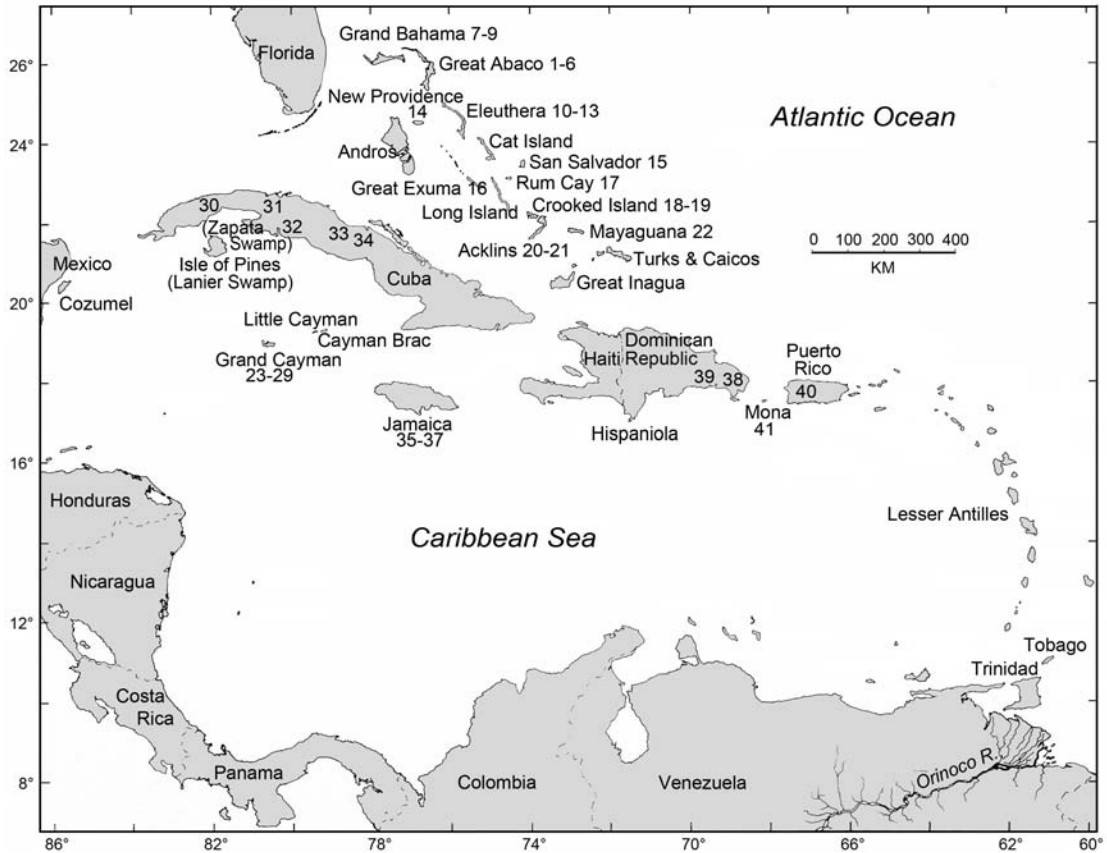 Grand Bahama 7-9
Florida
26°
Great Abaco 1-6
New Providence
14
Eleuthera 10-13
Atlantic Ocean
24°
Cat Island
Andros
San Salvador 15
Great Exuma 16
Rum Cay 17
30
31
Long Island
Crooked Island 18-19
22°
(Zapata
Swamp)
32
33
34
Mayaguana 22
0 100 200 300 400
KM
Acklins 20-21
Mexico
Isle of Pines
(Lanier Swamp)
Turks & Caicos
Cuba
Great Inagua
Cozumel
20°
Little Cayman
Cayman Brac
Grand Cayman
23-29
Dominican
Republic
Haiti
Puerto
Rico
39
38
40
18°
Mona
41
Jamaica
35-37
Hispaniola
16°
Honduras
Lesser Antilles
Caribbean Sea
Nicaragua
12°
Tobago
Trinidad
Costa
Rica
10°
Panama
Colombia
Venezuela
Orinoco R.
8°
86°
82°
78°
74°
70°
66°
62°
60°